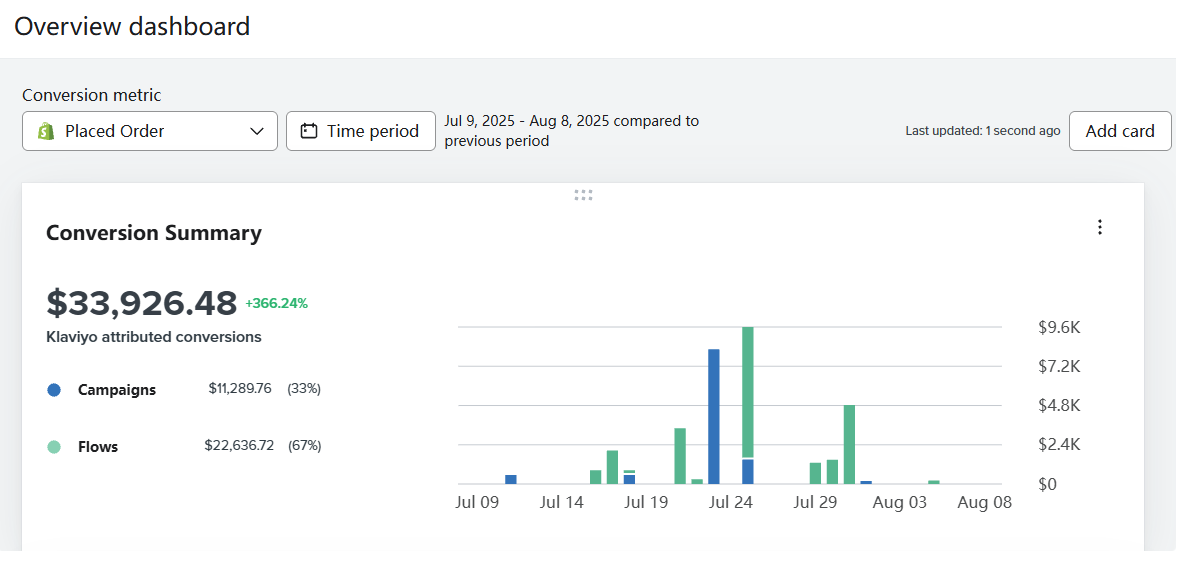 Overview dashboard
Conversion metric
Placed Order
Time period
Jul 9, 2025 - Aug 8, 2025 compared to
previous period
Last updated: 1 second ago
Add card
Conversion Summary
$33,926.48 +366.24%
Klaviyo attributed conversions
Campaigns $11,289.76 (33%)
Flows $22,636.72 (67%)
$9.6K
$7.2K
$4.8K
$2.4K
$0
Jul 09 Jul 14 Jul 19 Jul 24 Jul 29 Aug 03 Aug 08